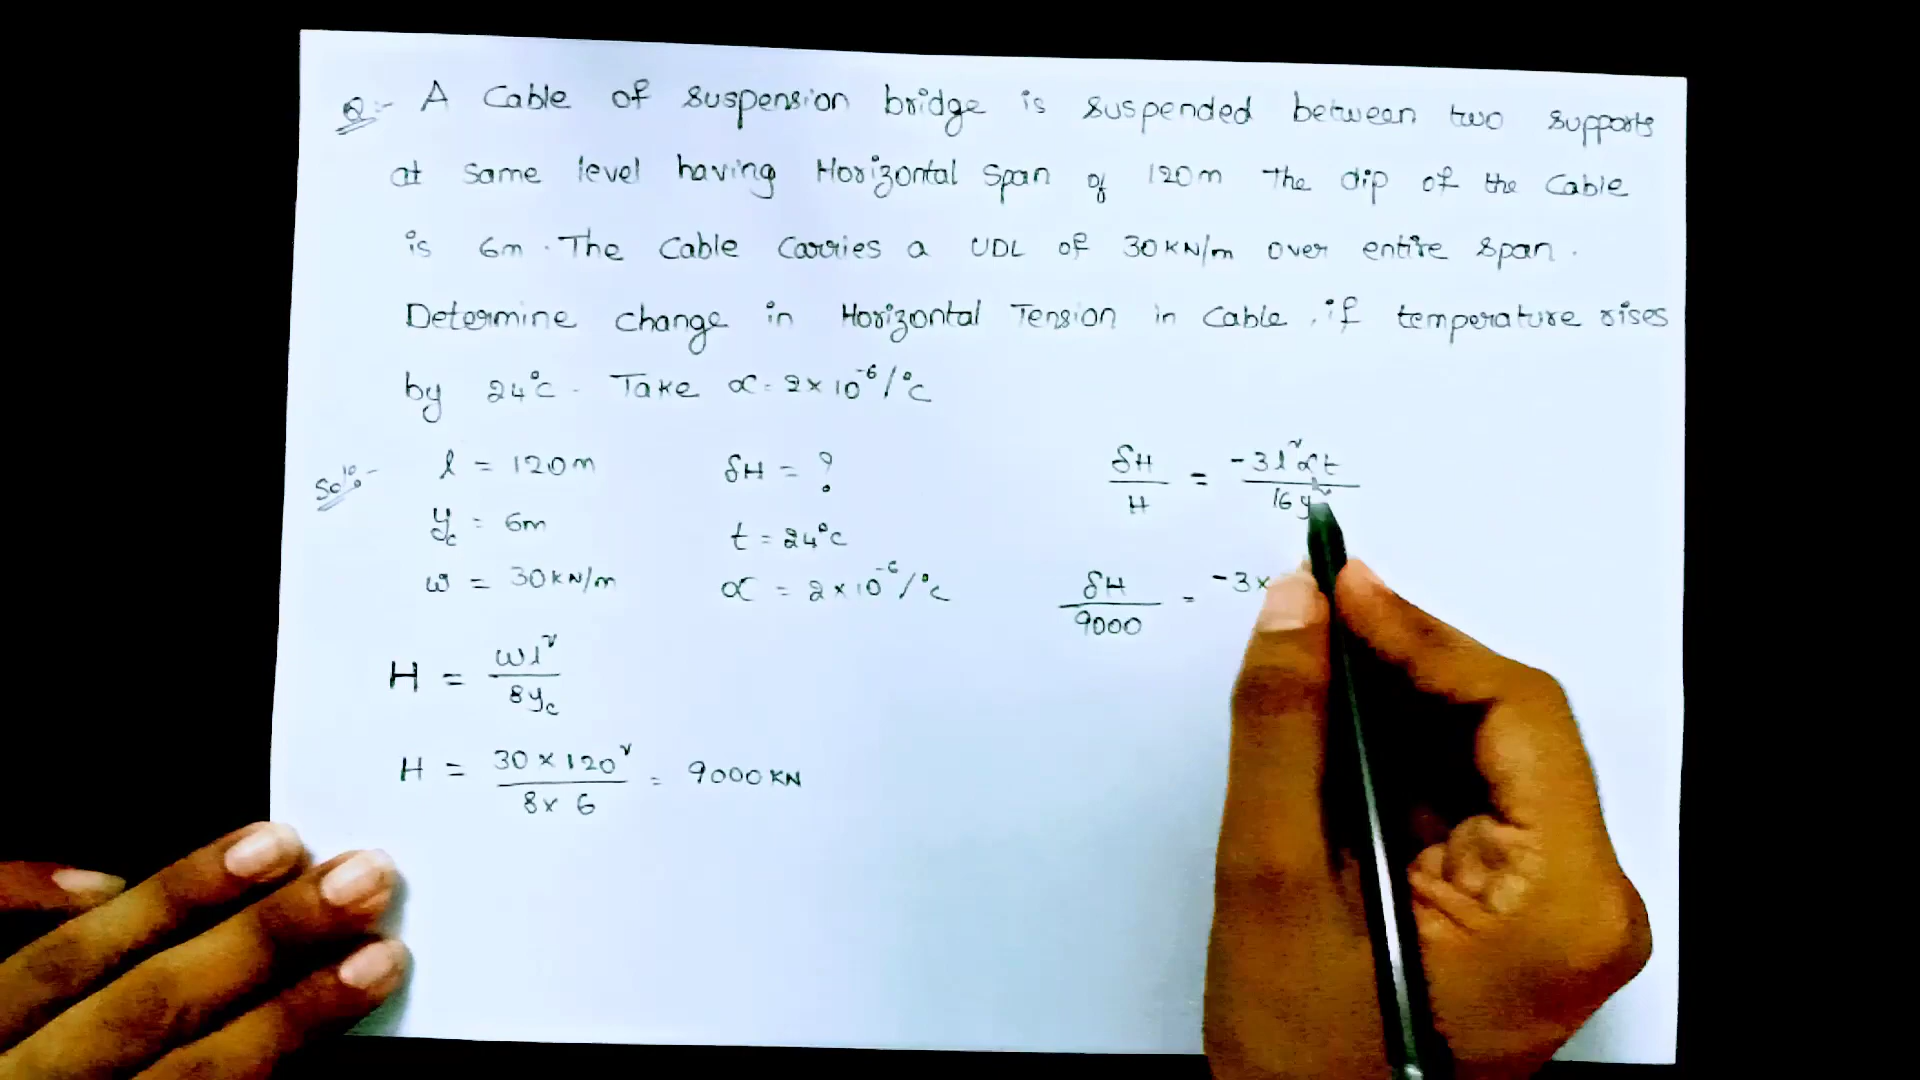 Q:- A Cable of suspension bridge is suspended between two supports
at same level having Horizontal span of 120m the dip of the cable
is 6m. The cable carries a UDL of 30KN/m over entire span.
Determine change in Horizontal Tension in cable, if temperature rises
by 24°C. Take α = 2×10⁻⁶/°C
Sol:-
l = 120m
y_c = 6m
w = 30KN/m
H = wl²/8y_c
H = 30×120²/8×6 = 9000KN
δH = ?
t = 24°C
α = 2×10⁻⁶/°C
δH/H = -3l²αt/16y²
δH/9000 = -3×